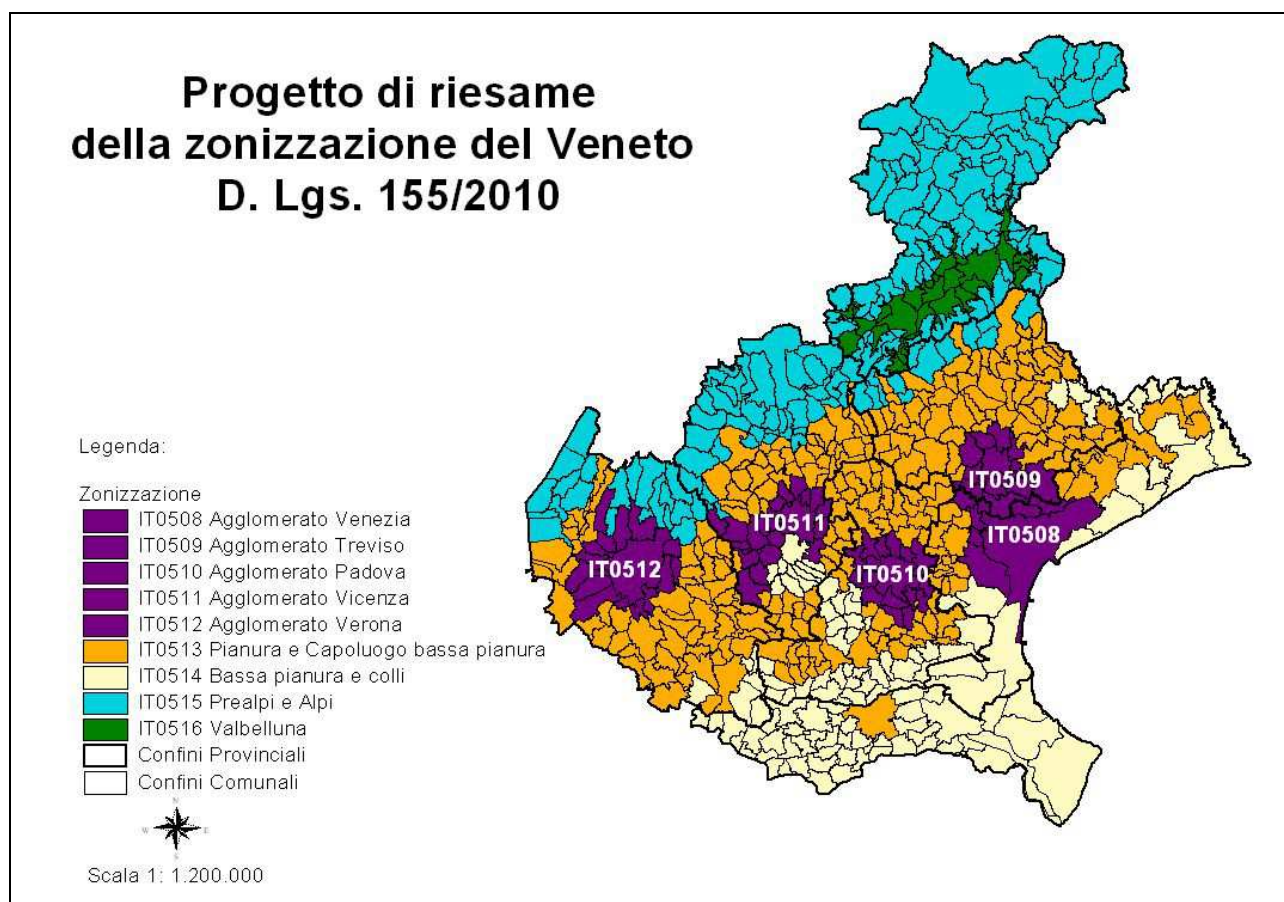 Progetto di riesame
della zonizzazione del Veneto
D. Lgs. 155/2010
IT0509
IT0511
IT0508
IT0512
IT0510
Legenda:
Zonizzazione
IT0508 Agglomerato Venezia
IT0509 Agglomerato Treviso
IT0510 Agglomerato Padova
IT0511 Agglomerato Vicenza
IT0512 Agglomerato Verona
IT0513 Pianura e Capoluogo bassa pianura
IT0514 Bassa pianura e colli
IT0515 Prealpi e Alpi
IT0516 Valbelluna
Confini Provinciali
Confini Comunali
N
W E
S
Scala 1: 1.200.000